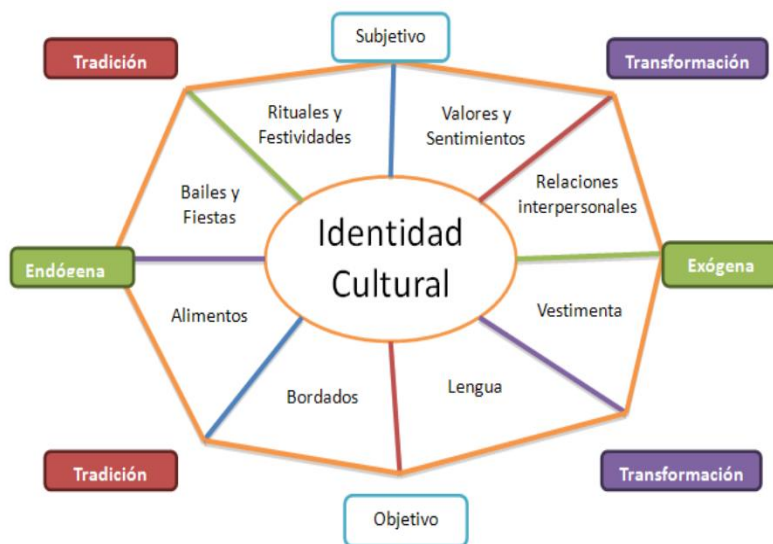 Subjetivo
Tradición
Transformación
Rituales y
Festividades
Valores y
Sentimientos
Bailes y
Fiestas
Relaciones
interpersonales
Identidad
Cultural
Endógena
Exógena
Alimentos
Vestimenta
Bordados
Lengua
Tradición
Transformación
Objetivo